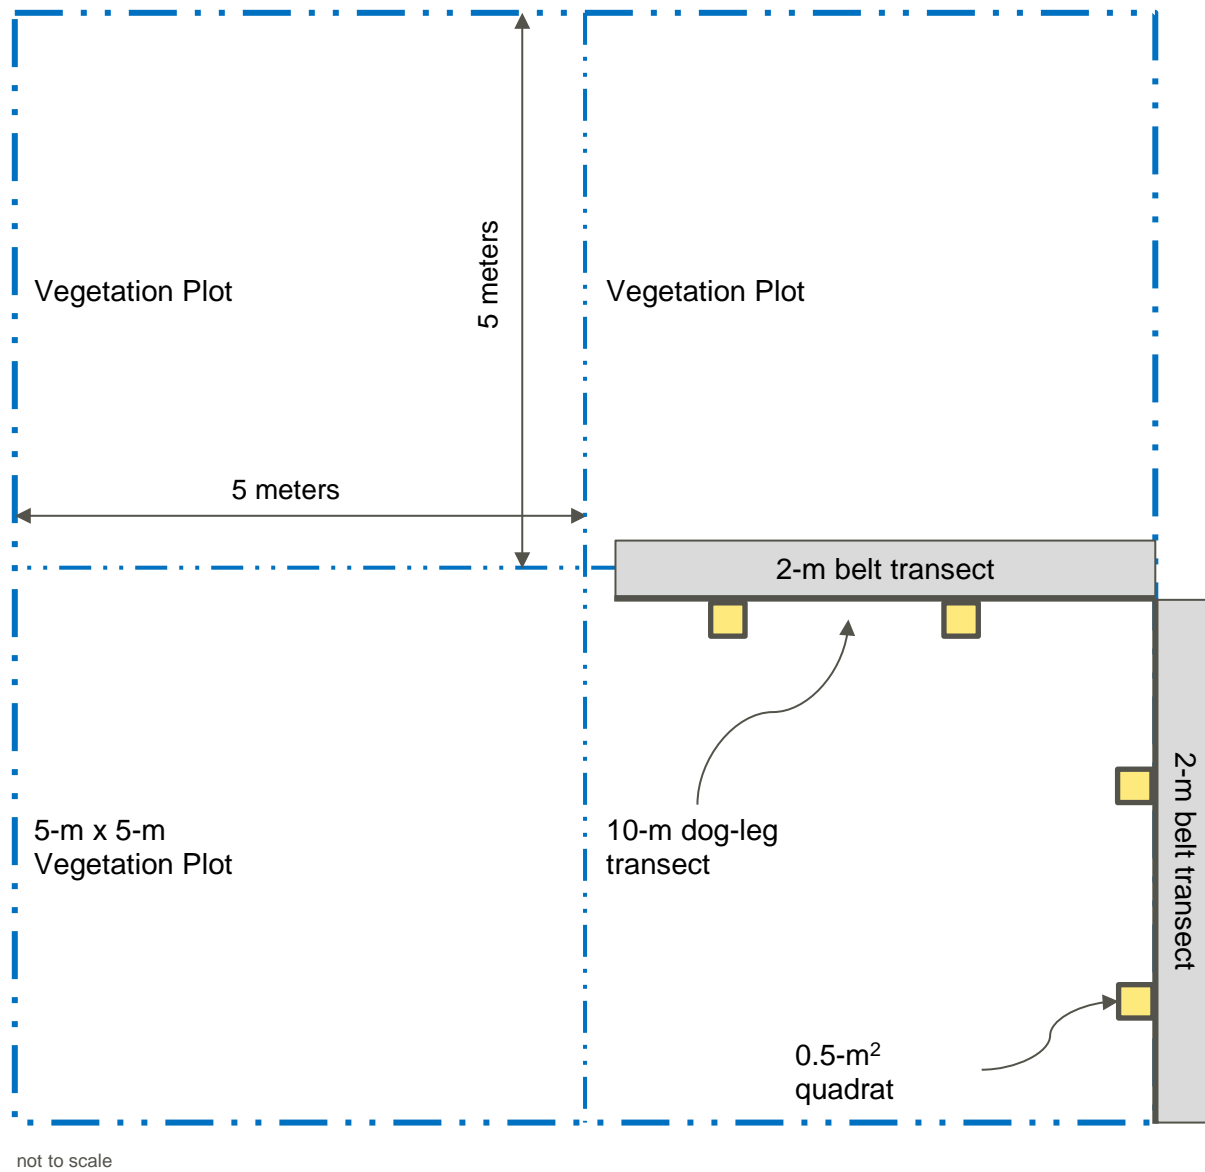 Vegetation Plot
5 meters
Vegetation Plot
5 meters
2-m belt transect
5-m x 5-m
Vegetation Plot
10-m dog-leg
transect
2-m belt transect
0.5-m²
quadrat
not to scale